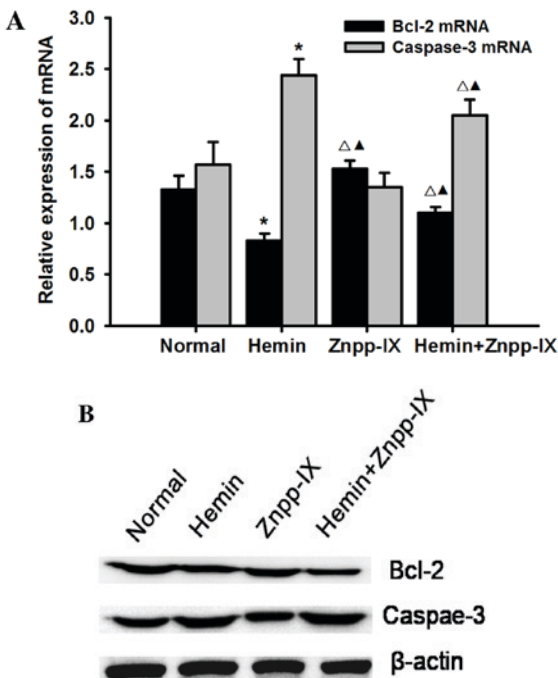 A
3.0
2.5
2.0
1.5
1.0
0.5
0.0
Relative expression of mRNA
Bcl-2 mRNA
Caspase-3 mRNA
*
*
△▲
△▲
△▲
Normal Hemin Znpp-IX Hemin+Znpp-IX
B
Normal Hemin Znpp-IX Hemin+Znpp-IX
Bcl-2
Caspae-3
β-actin